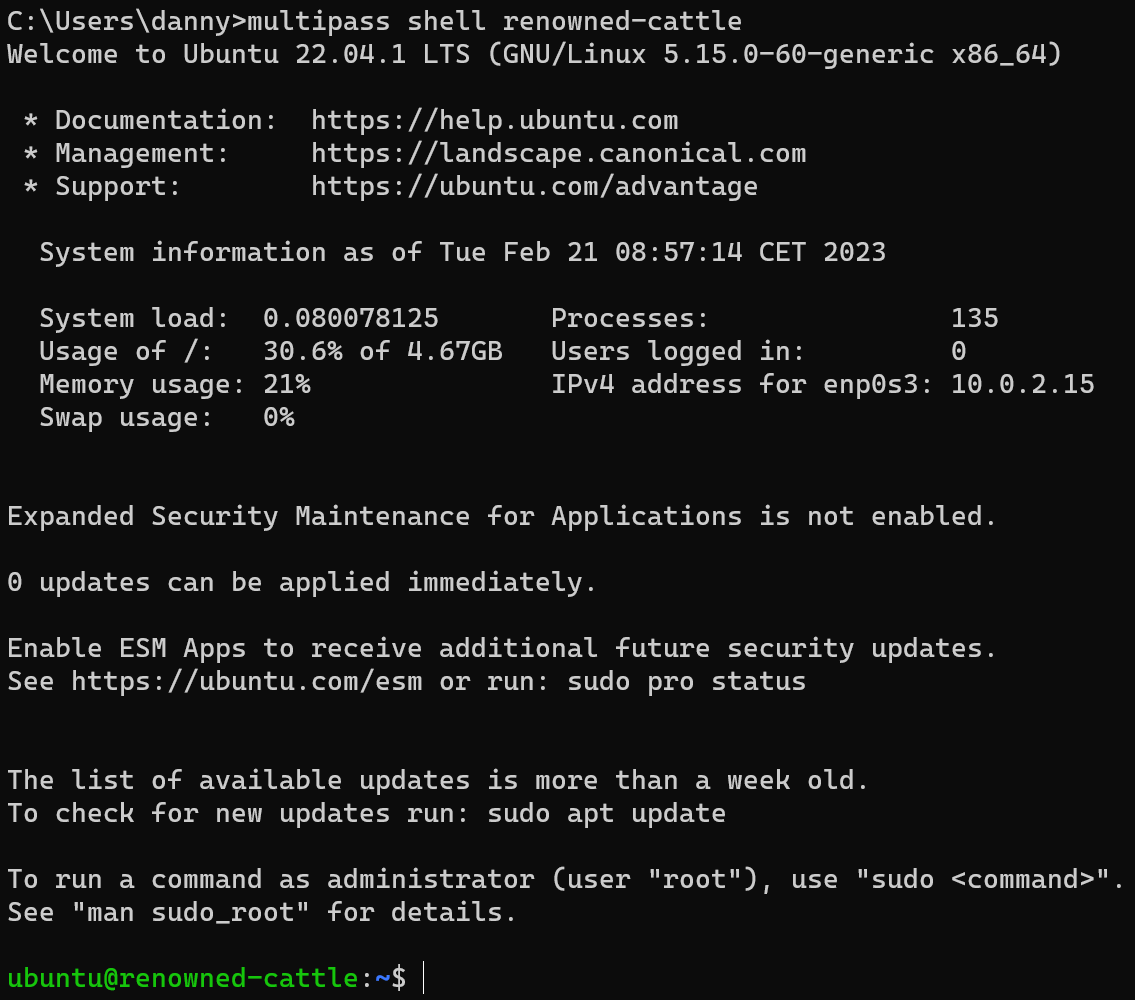 C:\Users\danny>multipass shell renowned-cattle
Welcome to Ubuntu 22.04.1 LTS (GNU/Linux 5.15.0-60-generic x86_64)

 * Documentation:  https://help.ubuntu.com
 * Management:     https://landscape.canonical.com
 * Support:        https://ubuntu.com/advantage

  System information as of Tue Feb 21 08:57:14 CET 2023

  System load:  0.080078125       Processes:               135
  Usage of /:   30.6% of 4.67GB   Users logged in:         0
  Memory usage: 21%               IPv4 address for enp0s3: 10.0.2.15
  Swap usage:   0%


Expanded Security Maintenance for Applications is not enabled.

0 updates can be applied immediately.

Enable ESM Apps to receive additional future security updates.
See https://ubuntu.com/esm or run: sudo pro status


The list of available updates is more than a week old.
To check for new updates run: sudo apt update

To run a command as administrator (user "root"), use "sudo <command>".
See "man sudo_root" for details.

ubuntu@renowned-cattle:~$